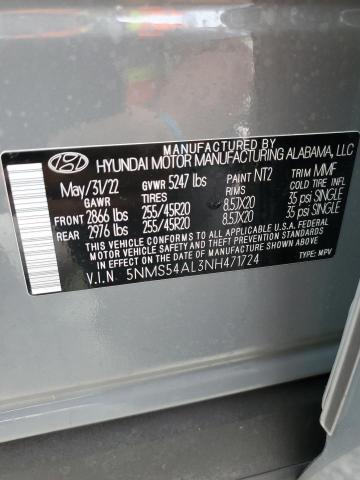 MANUFACTURED BY
HYUNDAI MOTOR MANUFACTURING ALABAMA, LLC
May/31/22 GVWR 5247 lbs PAINT NT2 TRIM MMF
GAWR TIRES RIMS COLD TIRE INFL
FRONT 2866 lbs 255/45R20 8.5JX20 35 psi SINGLE
REAR 2976 lbs 255/45R20 8.5JX20 35 psi SINGLE
THIS VEHICLE CONFORMS TO ALL APPLICABLE U.S.A FEDERAL
MOTOR VEHICLE SAFETY AND THEFT PREVENTION STANDARDS
IN EFFECT ON THE DATE OF MANUFACTURE SHOWN ABOVE.
V.I.N 5NMS54AL3NH471724 TYPE: MPV